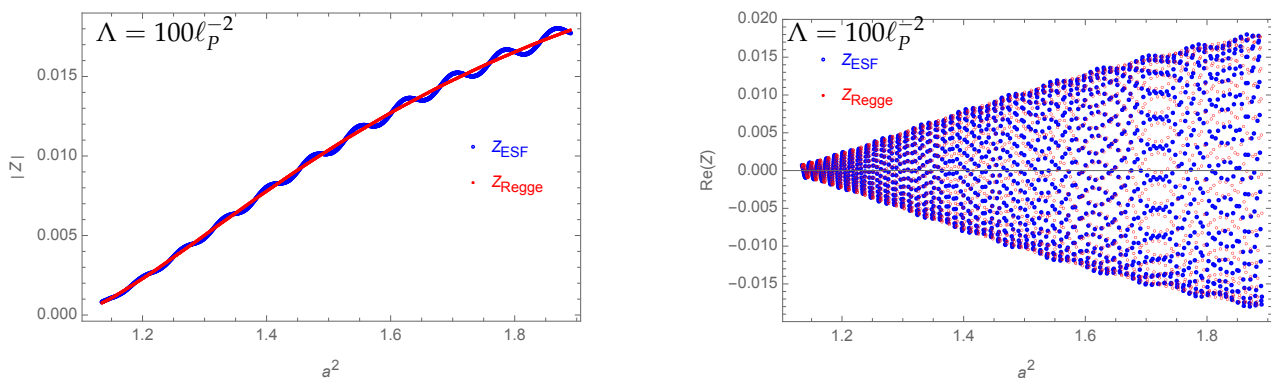 Λ = 100ℓ_P^{-2}
|Z|
0.015
0.010
0.005
0.000
Z_ESF
Z_Regge
1.2 1.4 1.6 1.8
a^2
Λ = 100ℓ_P^{-2}
Re(Z)
0.020
0.015
0.010
0.005
0.000
-0.005
-0.010
-0.015
Z_ESF
Z_Regge
1.2 1.4 1.6 1.8
a^2